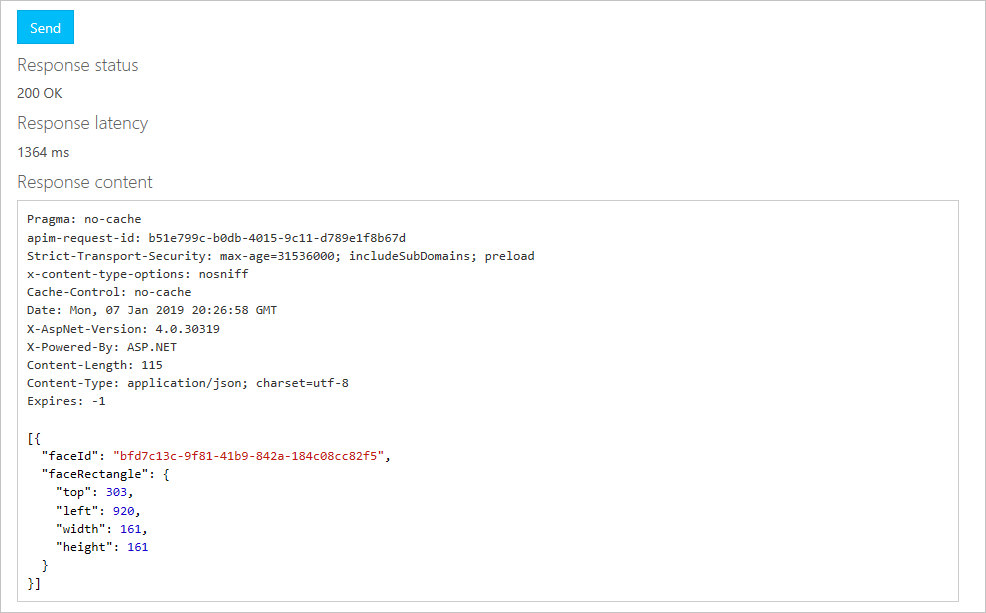 Send
Response status
200 OK
Response latency
1364 ms
Response content
Pragma: no-cache
apim-request-id: b51e799c-b0db-4015-9c11-d789e1f8b67d
Strict-Transport-Security: max-age=31536000; includeSubDomains; preload
x-content-type-options: nosniff
Cache-Control: no-cache
Date: Mon, 07 Jan 2019 20:26:58 GMT
X-AspNet-Version: 4.0.30319
X-Powered-By: ASP.NET
Content-Length: 115
Content-Type: application/json; charset=utf-8
Expires: -1
[{
  "faceId": "bfd7c13c-9f81-41b9-842a-184c08cc82f5",
  "faceRectangle": {
    "top": 303,
    "left": 920,
    "width": 161,
    "height": 161
  }
}]